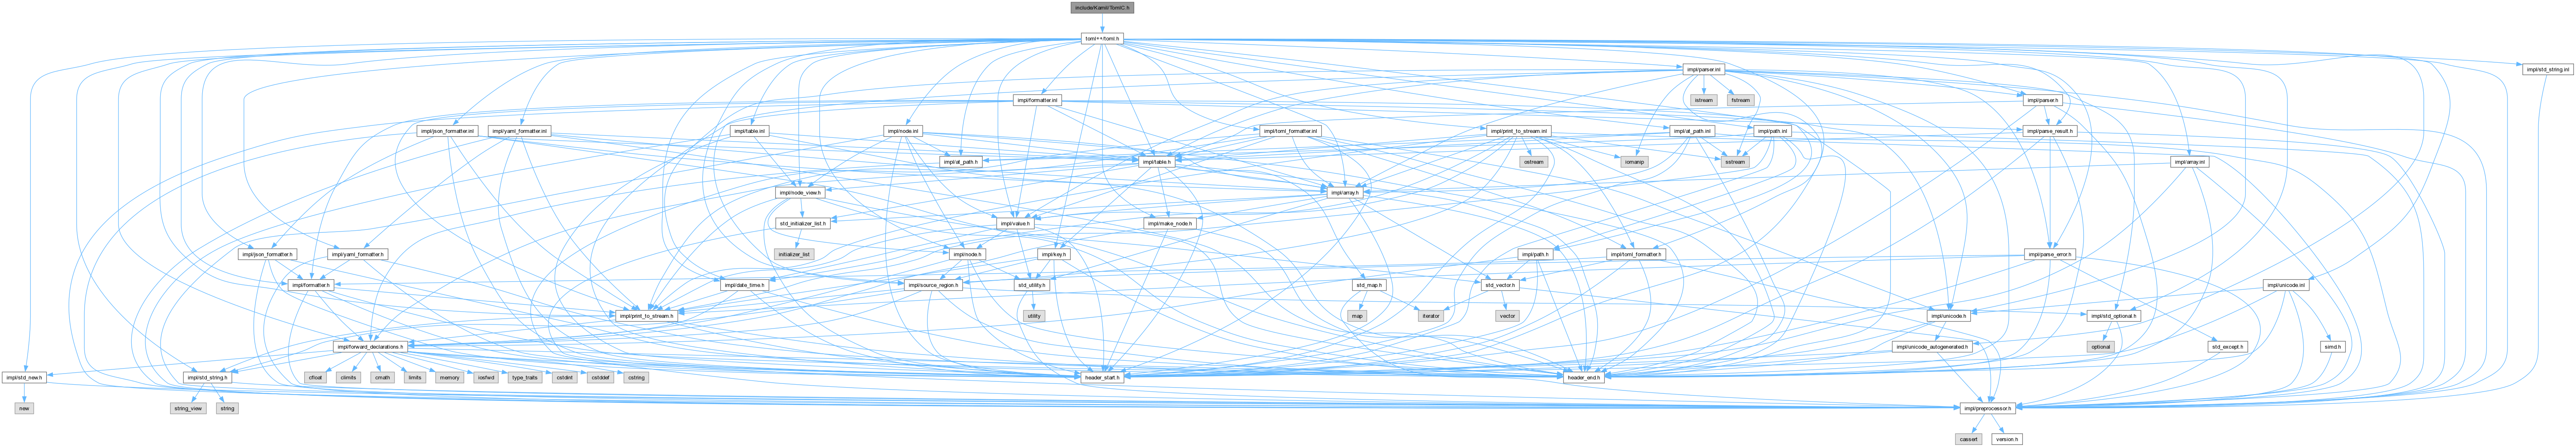 include/Kamil/TomlC.h
toml++/toml.h
impl/parser.inl
impl/std_string.inl
impl/formatter.inl
istream
fstream
impl/parser.h
impl/json_formatter.inl
impl/yaml_formatter.inl
impl/table.inl
impl/node.inl
impl/toml_formatter.inl
impl/print_to_stream.inl
impl/at_path.inl
impl/path.inl
impl/parse_result.h
impl/at_path.h
impl/table.h
ostream
iomanip
sstream
impl/array.inl
impl/node_view.h
impl/array.h
std_initializer_list.h
impl/value.h
impl/make_node.h
impl/json_formatter.h
impl/yaml_formatter.h
initializer_list
impl/node.h
impl/key.h
impl/path.h
impl/toml_formatter.h
impl/parse_error.h
impl/formatter.h
impl/date_time.h
impl/source_region.h
std_utility.h
std_map.h
std_vector.h
impl/unicode.inl
impl/print_to_stream.h
utility
map
iterator
vector
impl/unicode.h
impl/std_optional.h
impl/forward_declarations.h
impl/unicode_autogenerated.h
optional
std_except.h
simd.h
impl/std_new.h
impl/std_string.h
cfloat
climits
cmath
limits
memory
iosfwd
type_traits
cstdint
cstddef
cstring
header_start.h
header_end.h
new
string_view
string
impl/preprocessor.h
cassert
version.h